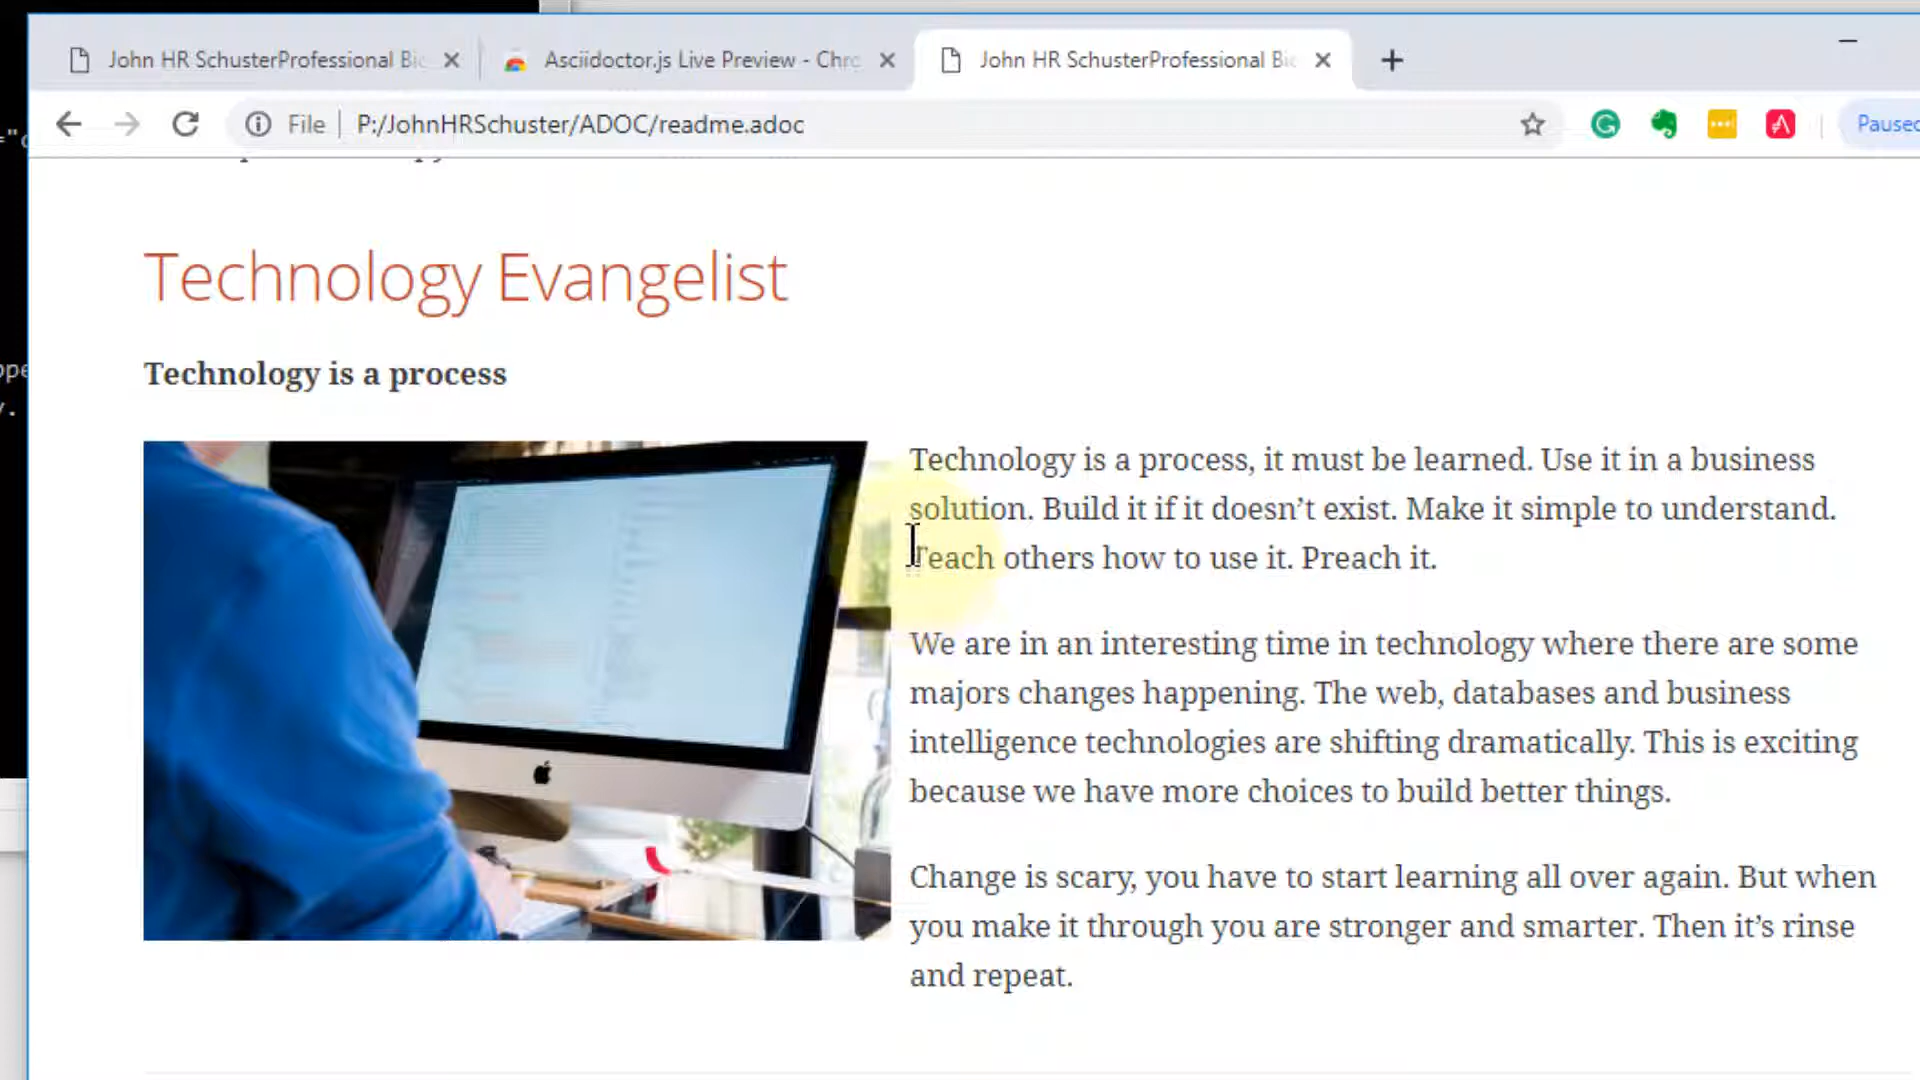 John HR SchusterProfessional Bi
Asciidoctor.js Live Preview - Chro
John HR SchusterProfessional Bi
File
P:/JohnHRSchuster/ADOC/readme.adoc
Paused
Technology Evangelist
Technology is a process
Technology is a process, it must be learned. Use it in a business
solution. Build it if it doesn’t exist. Make it simple to understand.
Teach others how to use it. Preach it.
We are in an interesting time in technology where there are some
majors changes happening. The web, databases and business
intelligence technologies are shifting dramatically. This is exciting
because we have more choices to build better things.
Change is scary, you have to start learning all over again. But when
you make it through you are stronger and smarter. Then it’s rinse
and repeat.